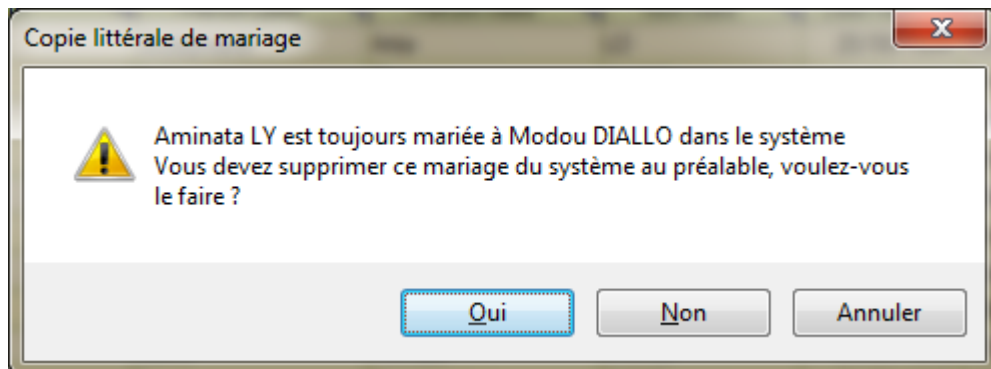 Copie littérale de mariage
Aminata LY est toujours mariée à Modou DIALLO dans le système
Vous devez supprimer ce mariage du système au préalable, voulez-vous
le faire ?
Oui
Non
Annuler